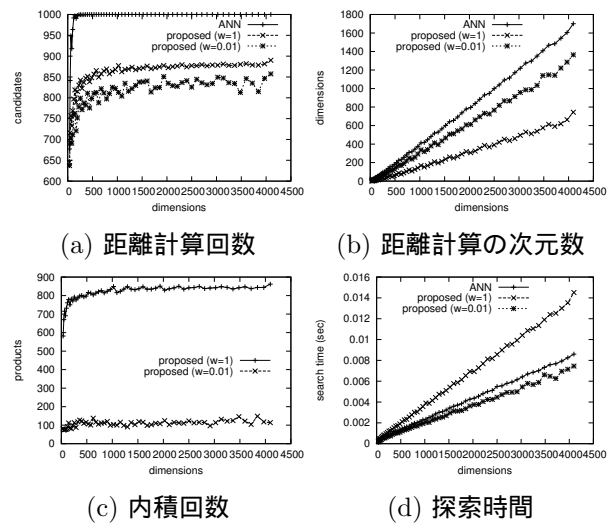 1000
950
900
850
800
750
700
650
600
candidates
ANN
proposed (w=1)
proposed (w=0.01)
0 500 1000 1500 2000 2500 3000 3500 4000 4500
dimensions
(a) 距離計算回数
1800
1600
1400
1200
1000
800
600
400
200
0
dimensions
ANN
proposed (w=1)
proposed (w=0.01)
0 500 1000 1500 2000 2500 3000 3500 4000 4500
dimensions
(b) 距離計算の次元数
900
800
700
600
500
400
300
200
100
0
products
proposed (w=1)
proposed (w=0.01)
0 500 1000 1500 2000 2500 3000 3500 4000 4500
dimensions
(c) 内積回数
0.016
0.014
0.012
0.01
0.008
0.006
0.004
0.002
0
search time (sec)
ANN
proposed (w=1)
proposed (w=0.01)
0 500 1000 1500 2000 2500 3000 3500 4000 4500
dimensions
(d) 探索時間